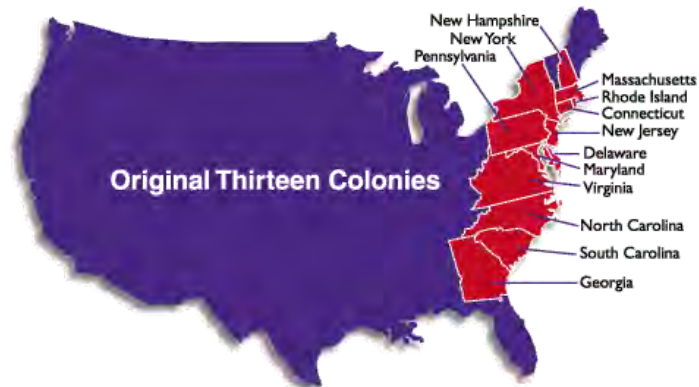 New Hampshire
New York
Pennsylvania
Massachusetts
Rhode Island
Connecticut
New Jersey
Delaware
Maryland
Original Thirteen Colonies
Virginia
North Carolina
South Carolina
Georgia